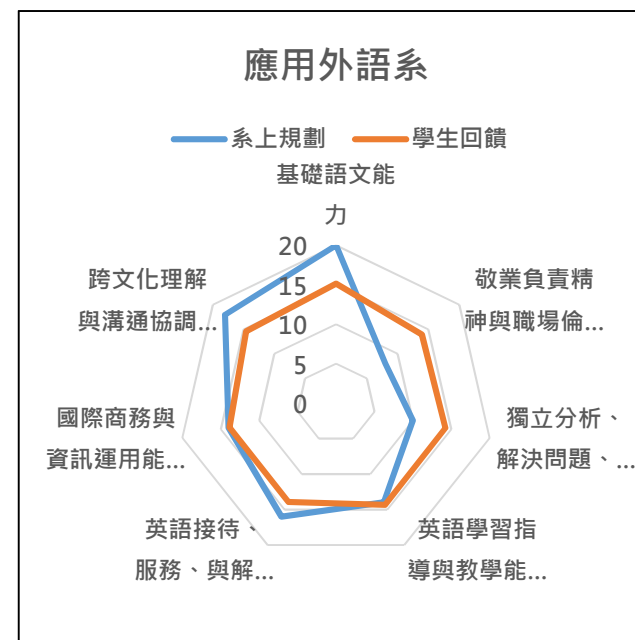 應用外語系
系上規劃
學生回饋
基礎語文能
力
敬業負責精
神與職場倫...
獨立分析、
解決問題、...
英語學習指
導與教學能...
英語接待、
服務、與解...
國際商務與
資訊運用能...
跨文化理解
與溝通協調...
20
15
10
5
0